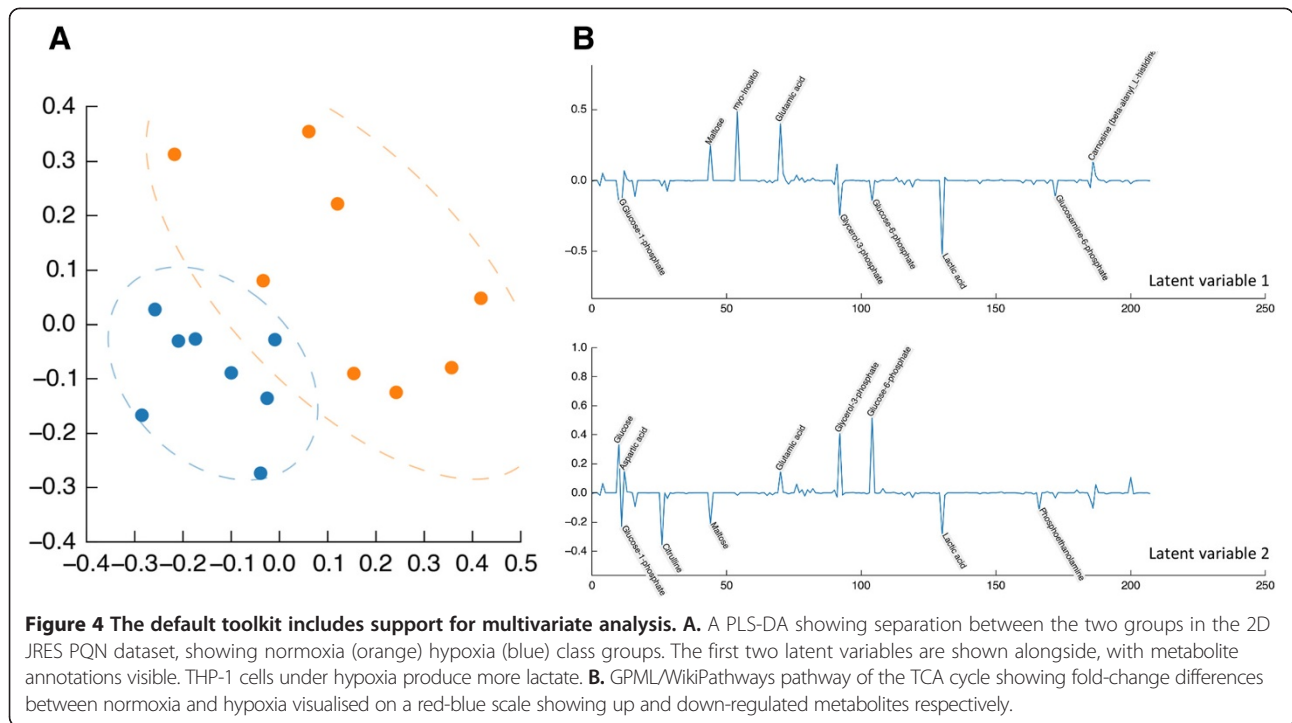 A
0.4
0.3
0.2
0.1
0.0
−0.1
−0.2
−0.3
−0.4
−0.4 −0.3 −0.2 −0.1 0.0 0.1 0.2 0.3 0.4 0.5
B
0.5
0.0
−0.5
Maltose
myo-Inositol
Glutamic acid
Carnosine (beta-alanyl_L-histidine
Glucose-1-phosphate
Glycerol-3-phosphate
Glucose-6-phosphate
Lactic acid
Glucosamine-6-phosphate
Latent variable 1
0 50 100 150 200 250
1.0
0.8
0.6
0.4
0.2
0.0
−0.2
−0.4
Glucose
Aspartic acid
Glutamic acid
Glycerol-3-phosphate
Glucose-6-phosphate
Glucose-1-phosphate
Citrulline
Maltose
Lactic acid
Phosphoethanolamine
Latent variable 2
0 50 100 150 200 250
Figure 4 The default toolkit includes support for multivariate analysis. A. A PLS-DA showing separation between the two groups in the 2D
JRES PQN dataset, showing normoxia (orange) hypoxia (blue) class groups. The first two latent variables are shown alongside, with metabolite
annotations visible. THP-1 cells under hypoxia produce more lactate. B. GPML/WikiPathways pathway of the TCA cycle showing fold-change differences
between normoxia and hypoxia visualised on a red-blue scale showing up and down-regulated metabolites respectively.